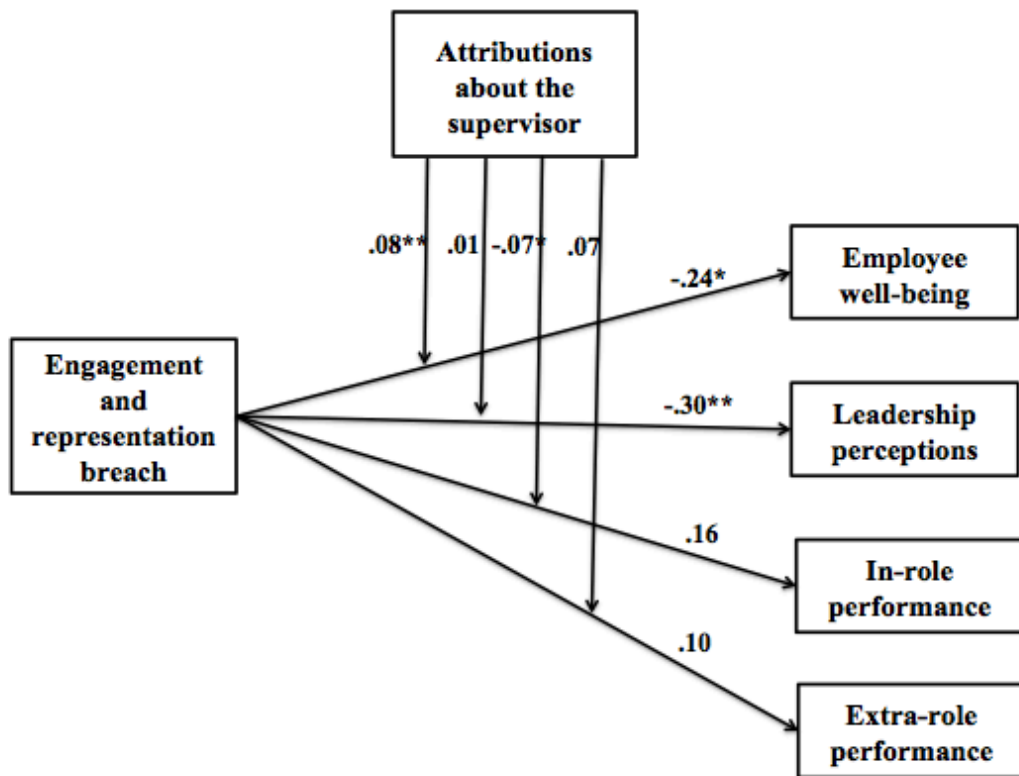 Attributions
about the
supervisor
.08** .01 -.07* .07
-.24*
Employee
well-being
Engagement
and
representation
breach
-.30**
Leadership
perceptions
.16
In-role
performance
.10
Extra-role
performance